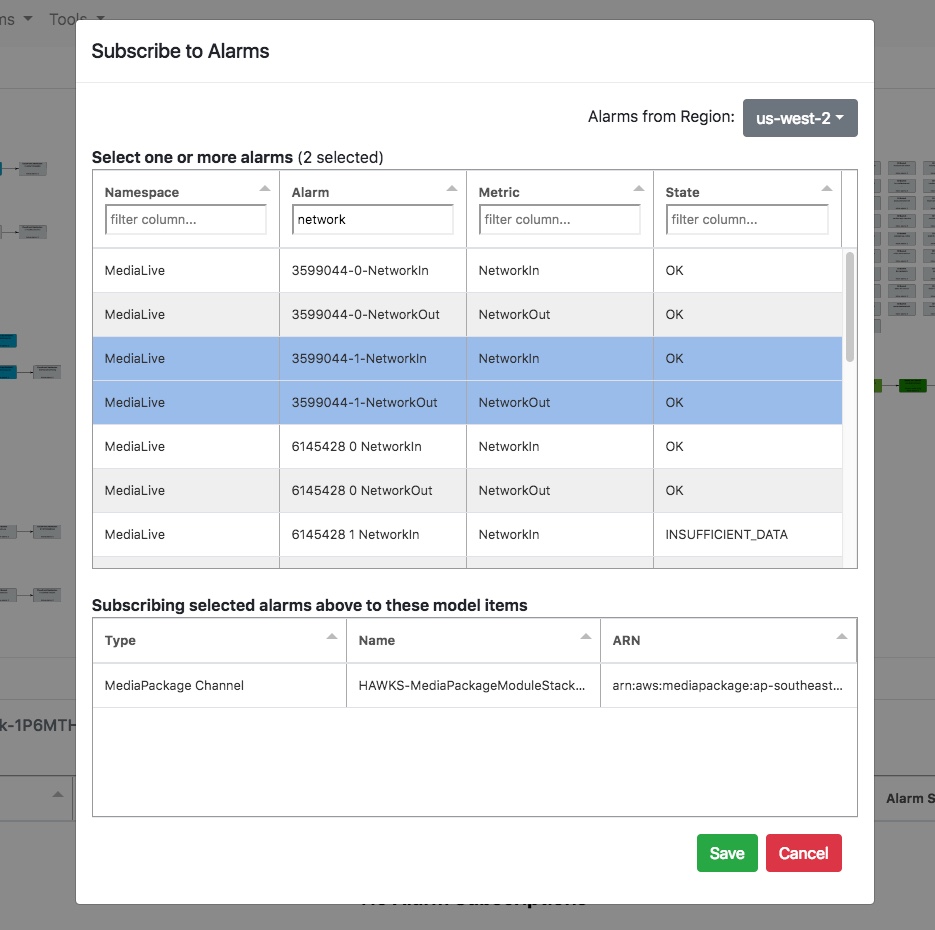 ms Tools
Subscribe to Alarms
Alarms from Region: us-west-2
Select one or more alarms (2 selected)
Namespace Alarm Metric State
filter column... network filter column... filter column...
MediaLive 3599044-0-NetworkIn NetworkIn OK
MediaLive 3599044-0-NetworkOut NetworkOut OK
MediaLive 3599044-1-NetworkIn NetworkIn OK
MediaLive 3599044-1-NetworkOut NetworkOut OK
MediaLive 6145428 0 NetworkIn NetworkIn OK
MediaLive 6145428 0 NetworkOut NetworkOut OK
MediaLive 6145428 1 NetworkIn NetworkIn INSUFFICIENT_DATA
Subscribing selected alarms above to these model items
Type Name ARN
MediaPackage Channel HAWKS-MediaPackageModuleStack... arn:aws:mediapackage:ap-southeast...
k-1P6MTH
Alarm S
Save Cancel